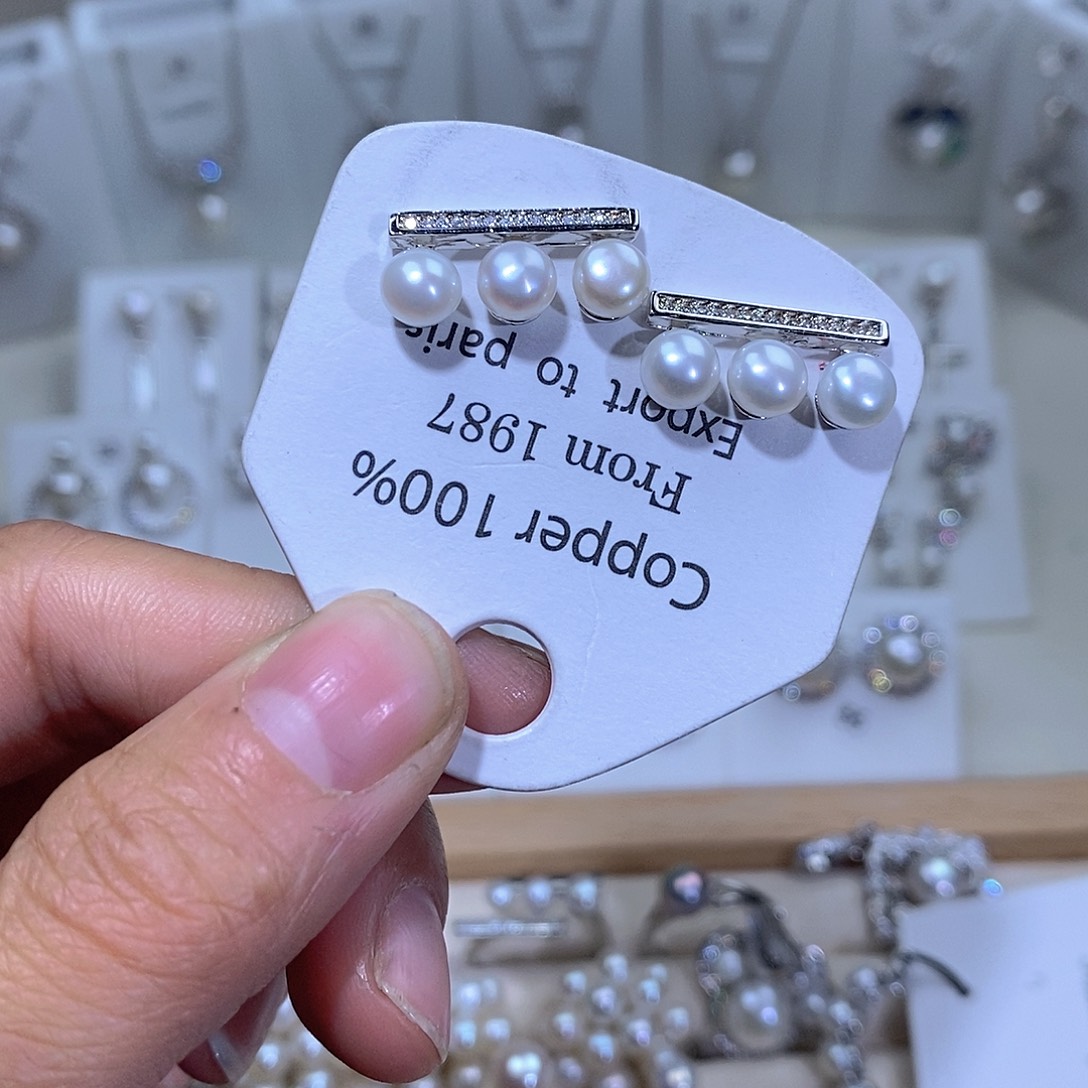 Copper 100%
From 1987
Export to paris